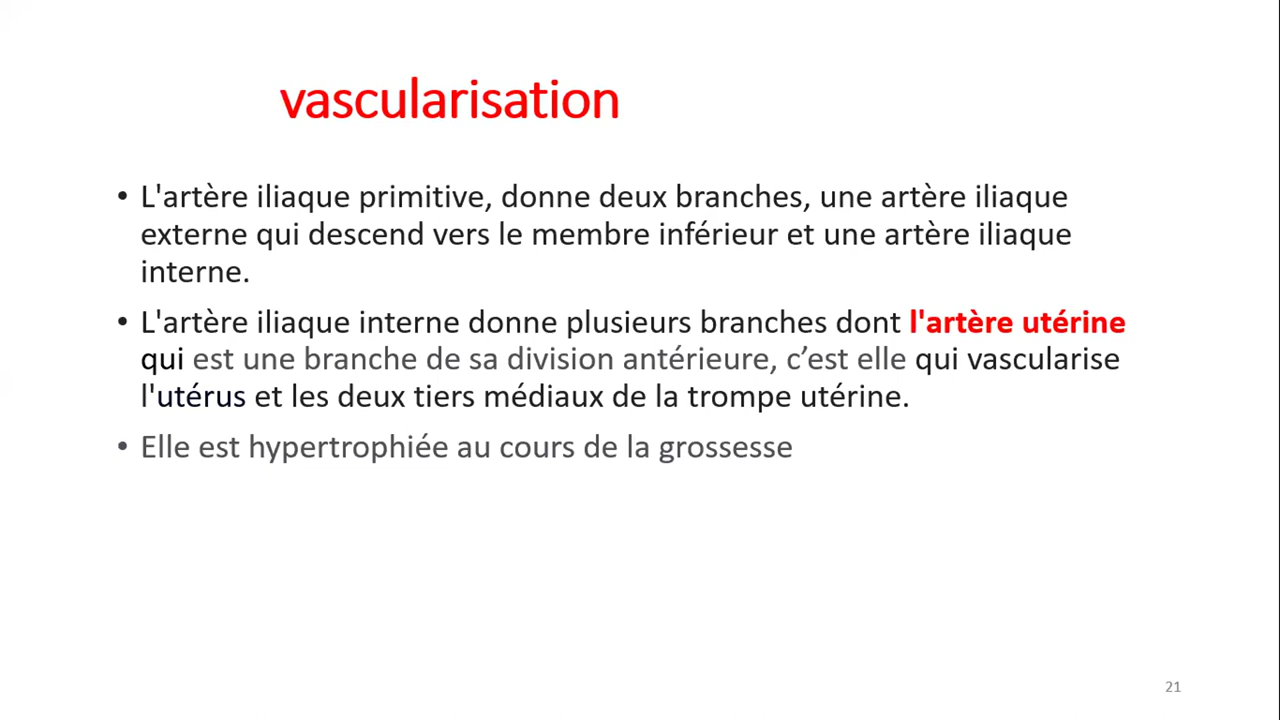 vascularisation
• L'artère iliaque primitive, donne deux branches, une artère iliaque
externe qui descend vers le membre inférieur et une artère iliaque
interne.
• L'artère iliaque interne donne plusieurs branches dont l'artère utérine
qui est une branche de sa division antérieure, c’est elle qui vascularise
l'utérus et les deux tiers médiaux de la trompe utérine.
• Elle est hypertrophiée au cours de la grossesse
21